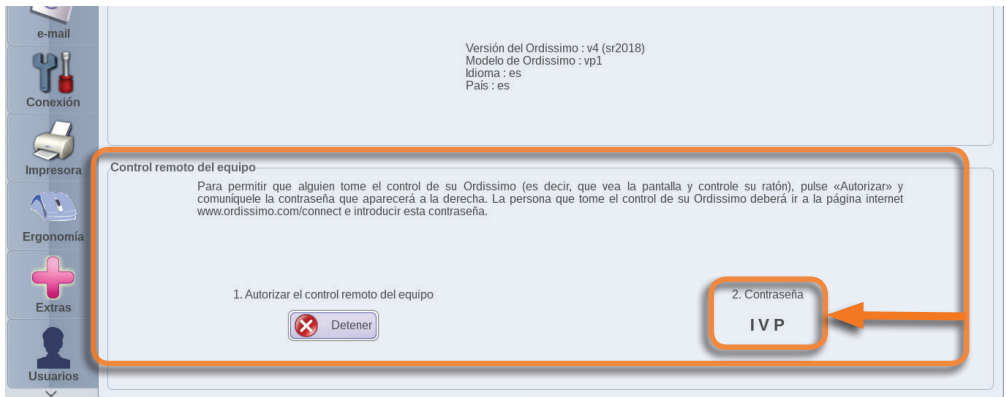 e-mail
Conexión
Impresora
Ergonomía
Extras
Usuarios
Versión del Ordissimo : v4 (sr2018)
Modelo de Ordissimo : vp1
Idioma : es
País : es
Control remoto del equipo
Para permitir que alguien tome el control de su Ordissimo (es decir, que vea la pantalla y controle su ratón), pulse «Autorizar» y
comuníquele la contraseña que aparecerá a la derecha. La persona que tome el control de su Ordissimo deberá ir a la página internet
www.ordissimo.com/connect e introducir esta contraseña.
1. Autorizar el control remoto del equipo
Detener
2. Contraseña
I V P